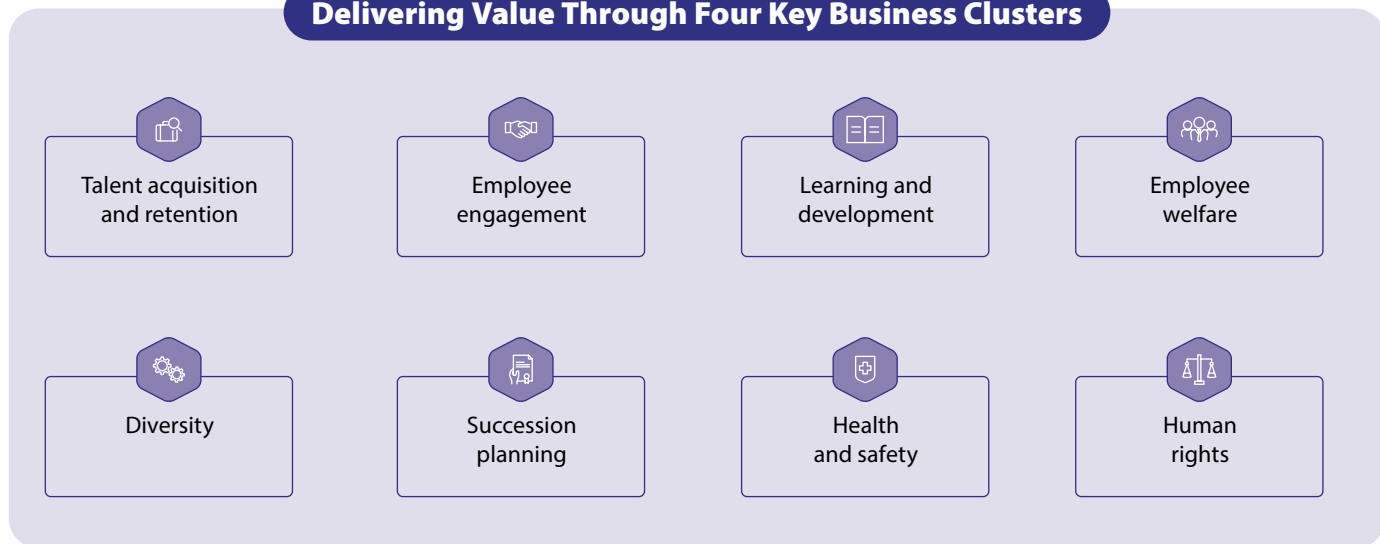 Delivering Value Through Four Key Business Clusters
Talent acquisition
and retention
Employee
engagement
Learning and
development
Employee
welfare
Diversity
Succession
planning
Health
and safety
Human
rights